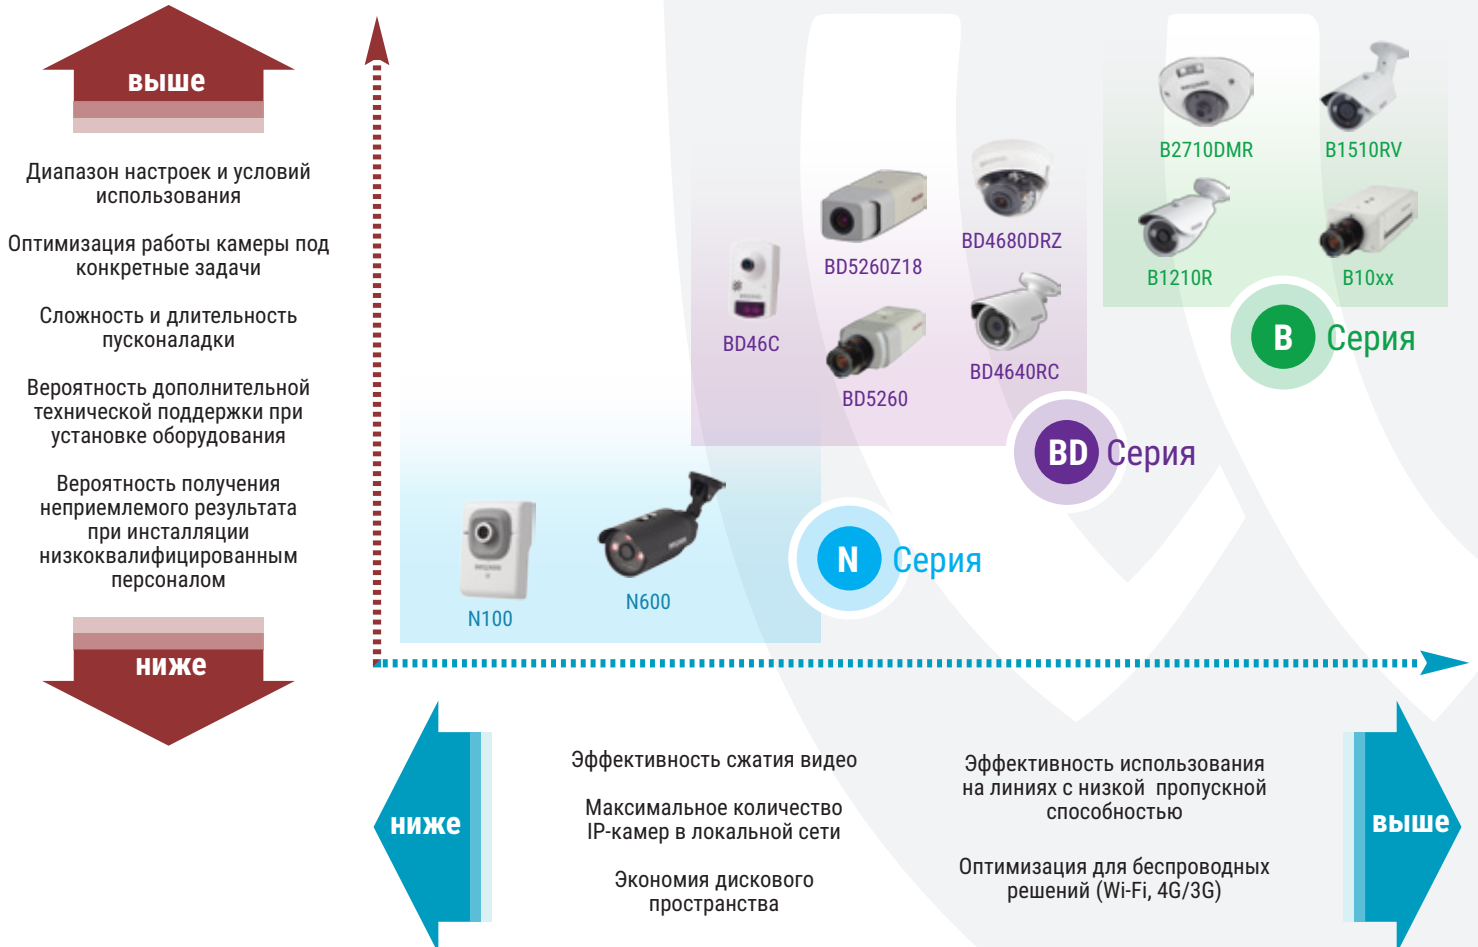 выше
Диапазон настроек и условий
использования
Оптимизация работы камеры под
конкретные задачи
Сложность и длительность
пусконаладки
Вероятность дополнительной
технической поддержки при
установке оборудования
Вероятность получения
неприемлемого результата
при инсталляции
низкоквалифицированным
персоналом
ниже
B2710DMR
B1510RV
B1210R
B10xx
B Серия
BD4680DRZ
BD5260Z18
BD46C
BD4640RC
BD5260
BD Серия
N Серия
N600
N100
ниже
Эффективность сжатия видео
Максимальное количество
IP-камер в локальной сети
Экономия дискового
пространства
Эффективность использования
на линиях с низкой пропускной
способностью
Оптимизация для беспроводных
решений (Wi-Fi, 4G/3G)
выше